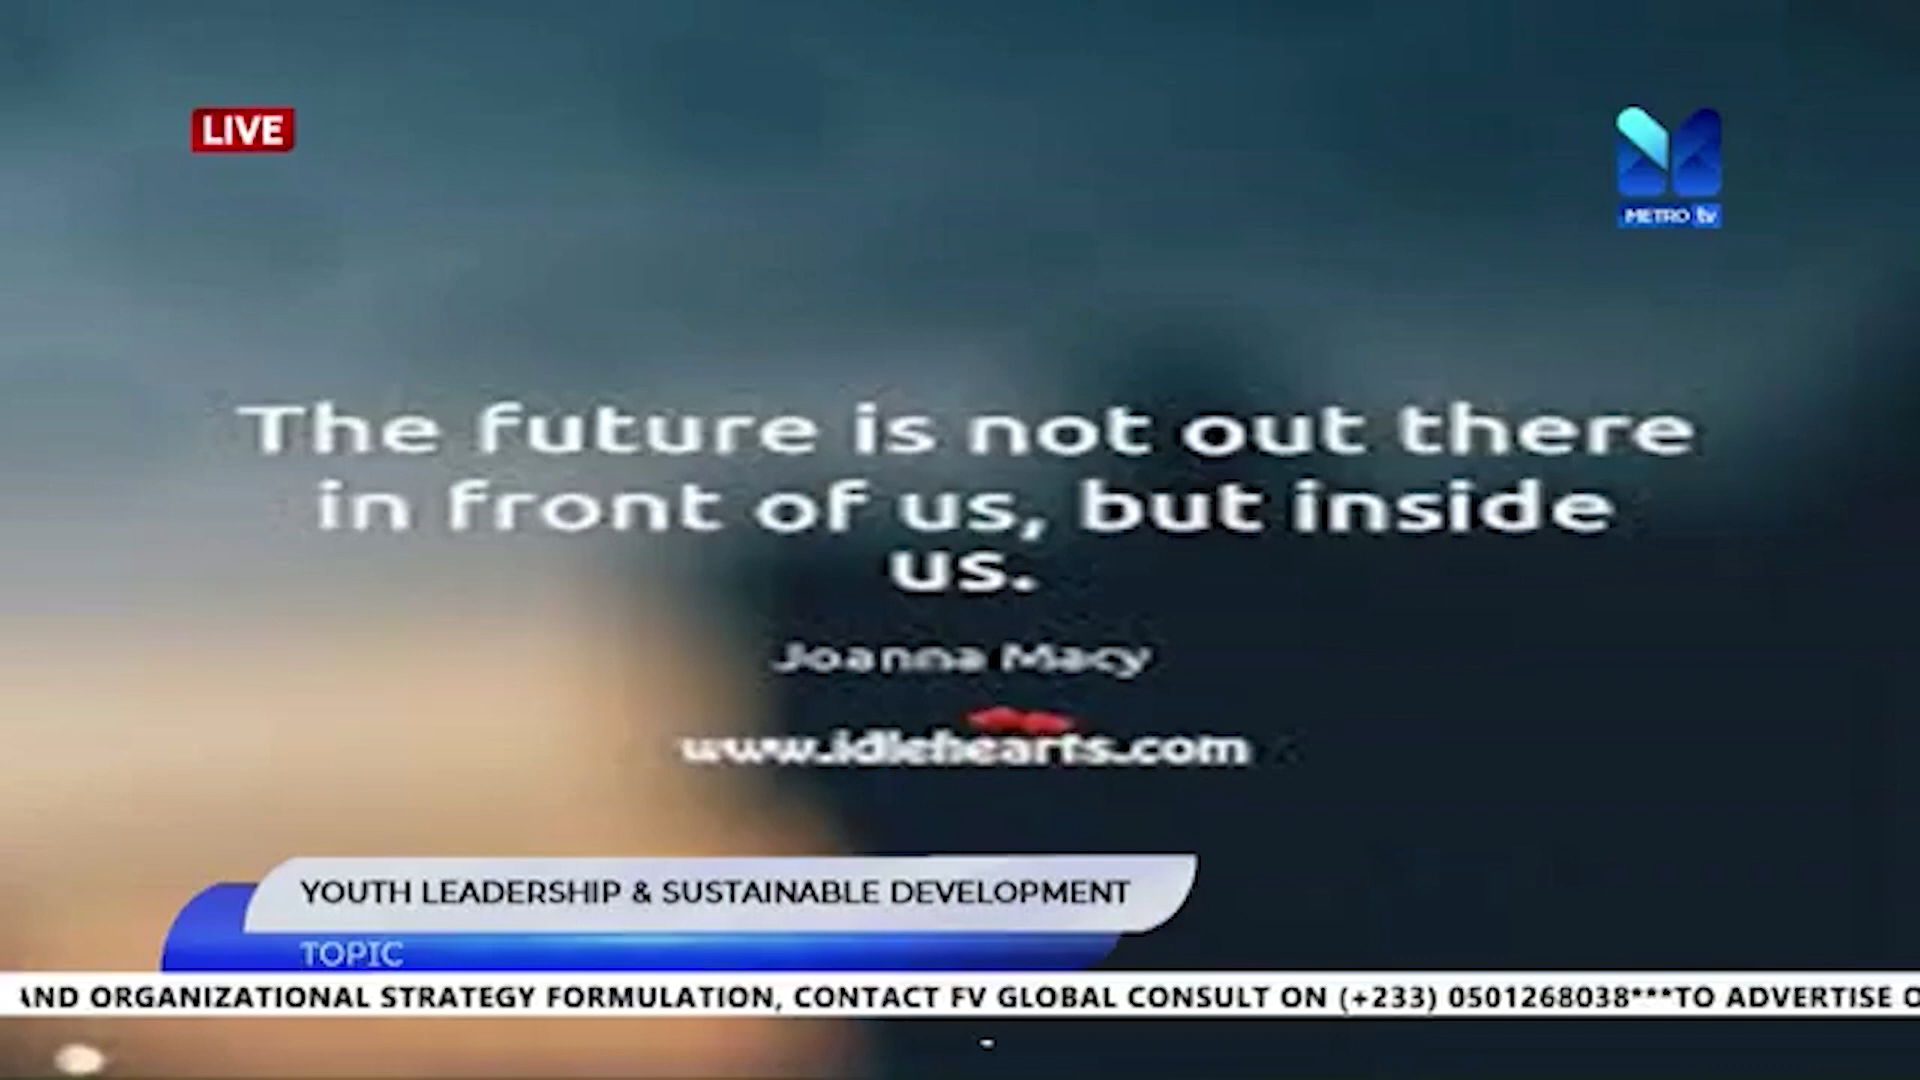 LIVE
METRO tv
The future is not out there
in front of us, but inside
us.
Joanna Macy
www.idlehearts.com
YOUTH LEADERSHIP & SUSTAINABLE DEVELOPMENT
TOPIC
AND ORGANIZATIONAL STRATEGY FORMULATION, CONTACT FV GLOBAL CONSULT ON (+233) 0501268038***TO ADVERTISE O